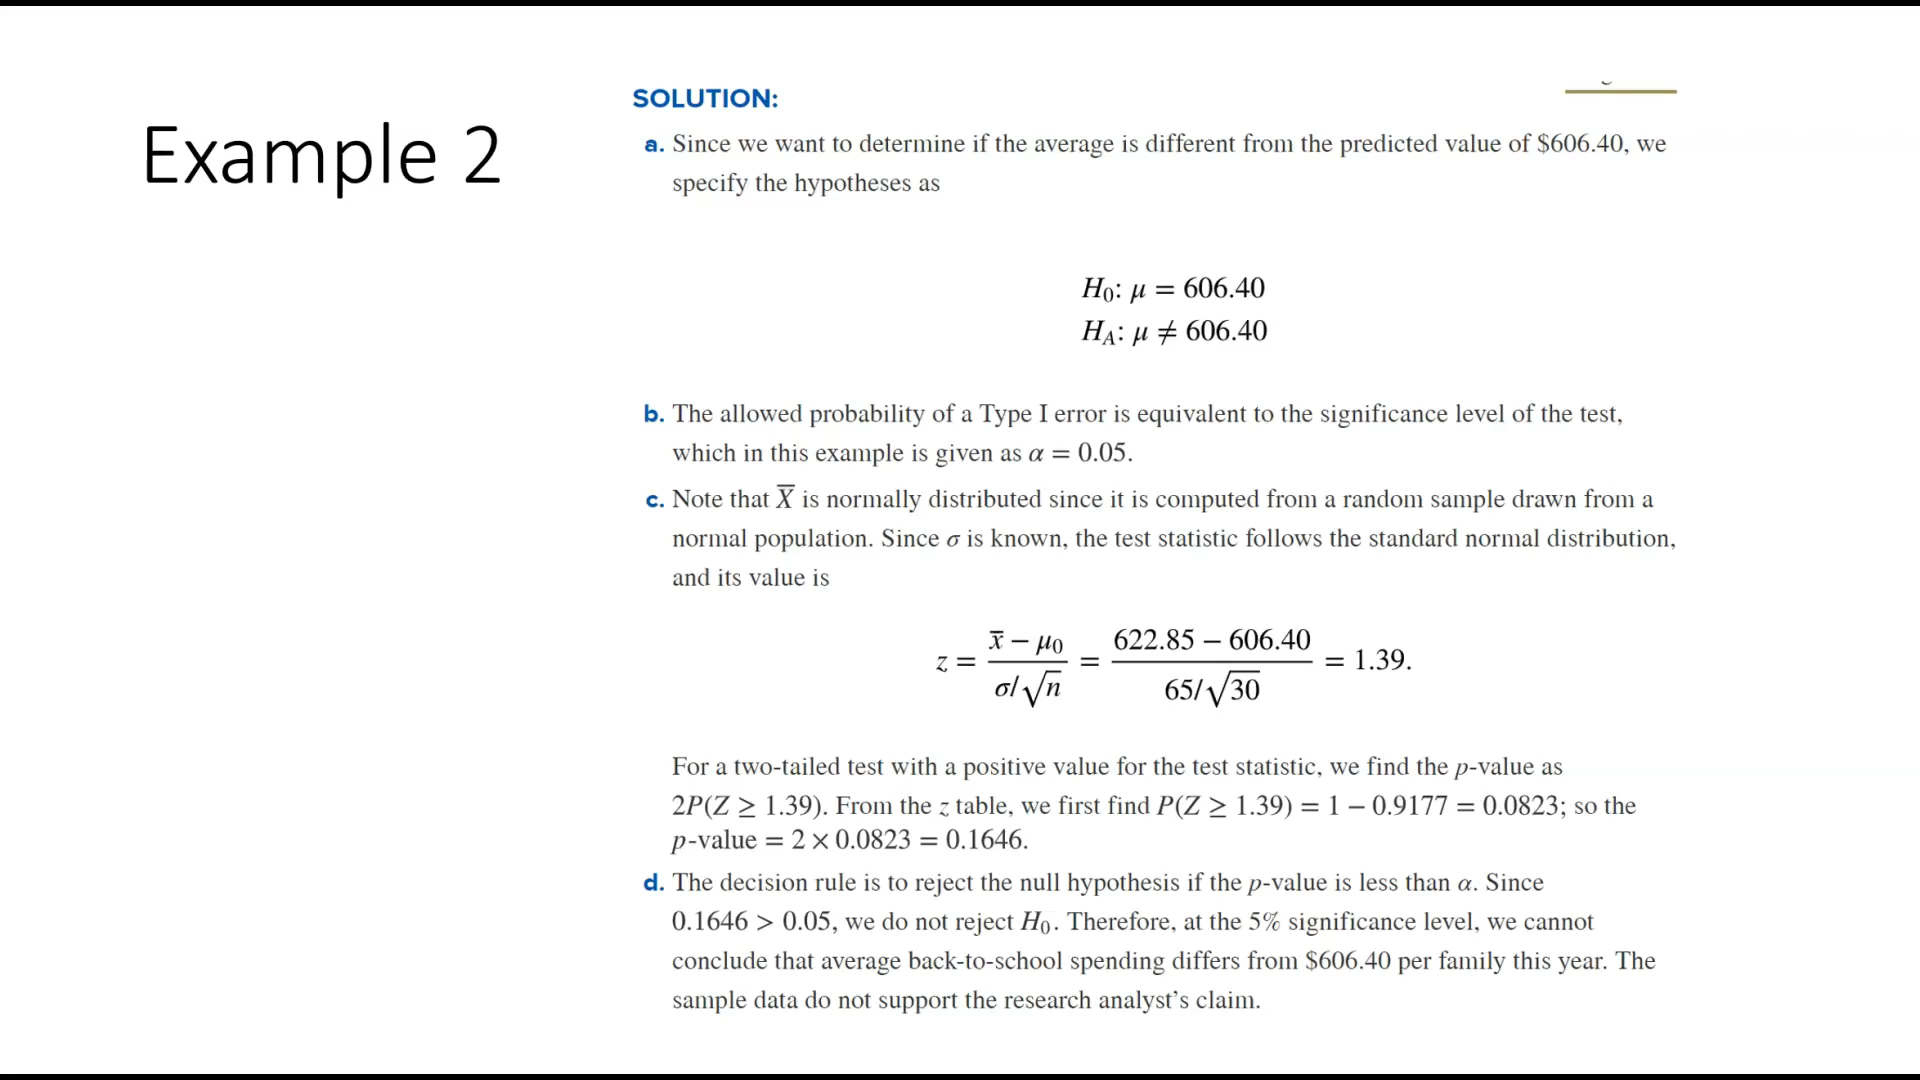 Example 2
SOLUTION:
a. Since we want to determine if the average is different from the predicted value of $606.40, we
specify the hypotheses as
H₀: μ = 606.40
H_A: μ ≠ 606.40
b. The allowed probability of a Type I error is equivalent to the significance level of the test,
which in this example is given as α = 0.05.
c. Note that X̅ is normally distributed since it is computed from a random sample drawn from a
normal population. Since σ is known, the test statistic follows the standard normal distribution,
and its value is
z = (x̅ − μ₀)/(σ/√n) = (622.85 − 606.40)/(65/√30) = 1.39.
For a two-tailed test with a positive value for the test statistic, we find the p-value as
2P(Z ≥ 1.39). From the z table, we first find P(Z ≥ 1.39) = 1 − 0.9177 = 0.0823; so the
p-value = 2 × 0.0823 = 0.1646.
d. The decision rule is to reject the null hypothesis if the p-value is less than α. Since
0.1646 > 0.05, we do not reject H₀. Therefore, at the 5% significance level, we cannot
conclude that average back-to-school spending differs from $606.40 per family this year. The
sample data do not support the research analyst’s claim.